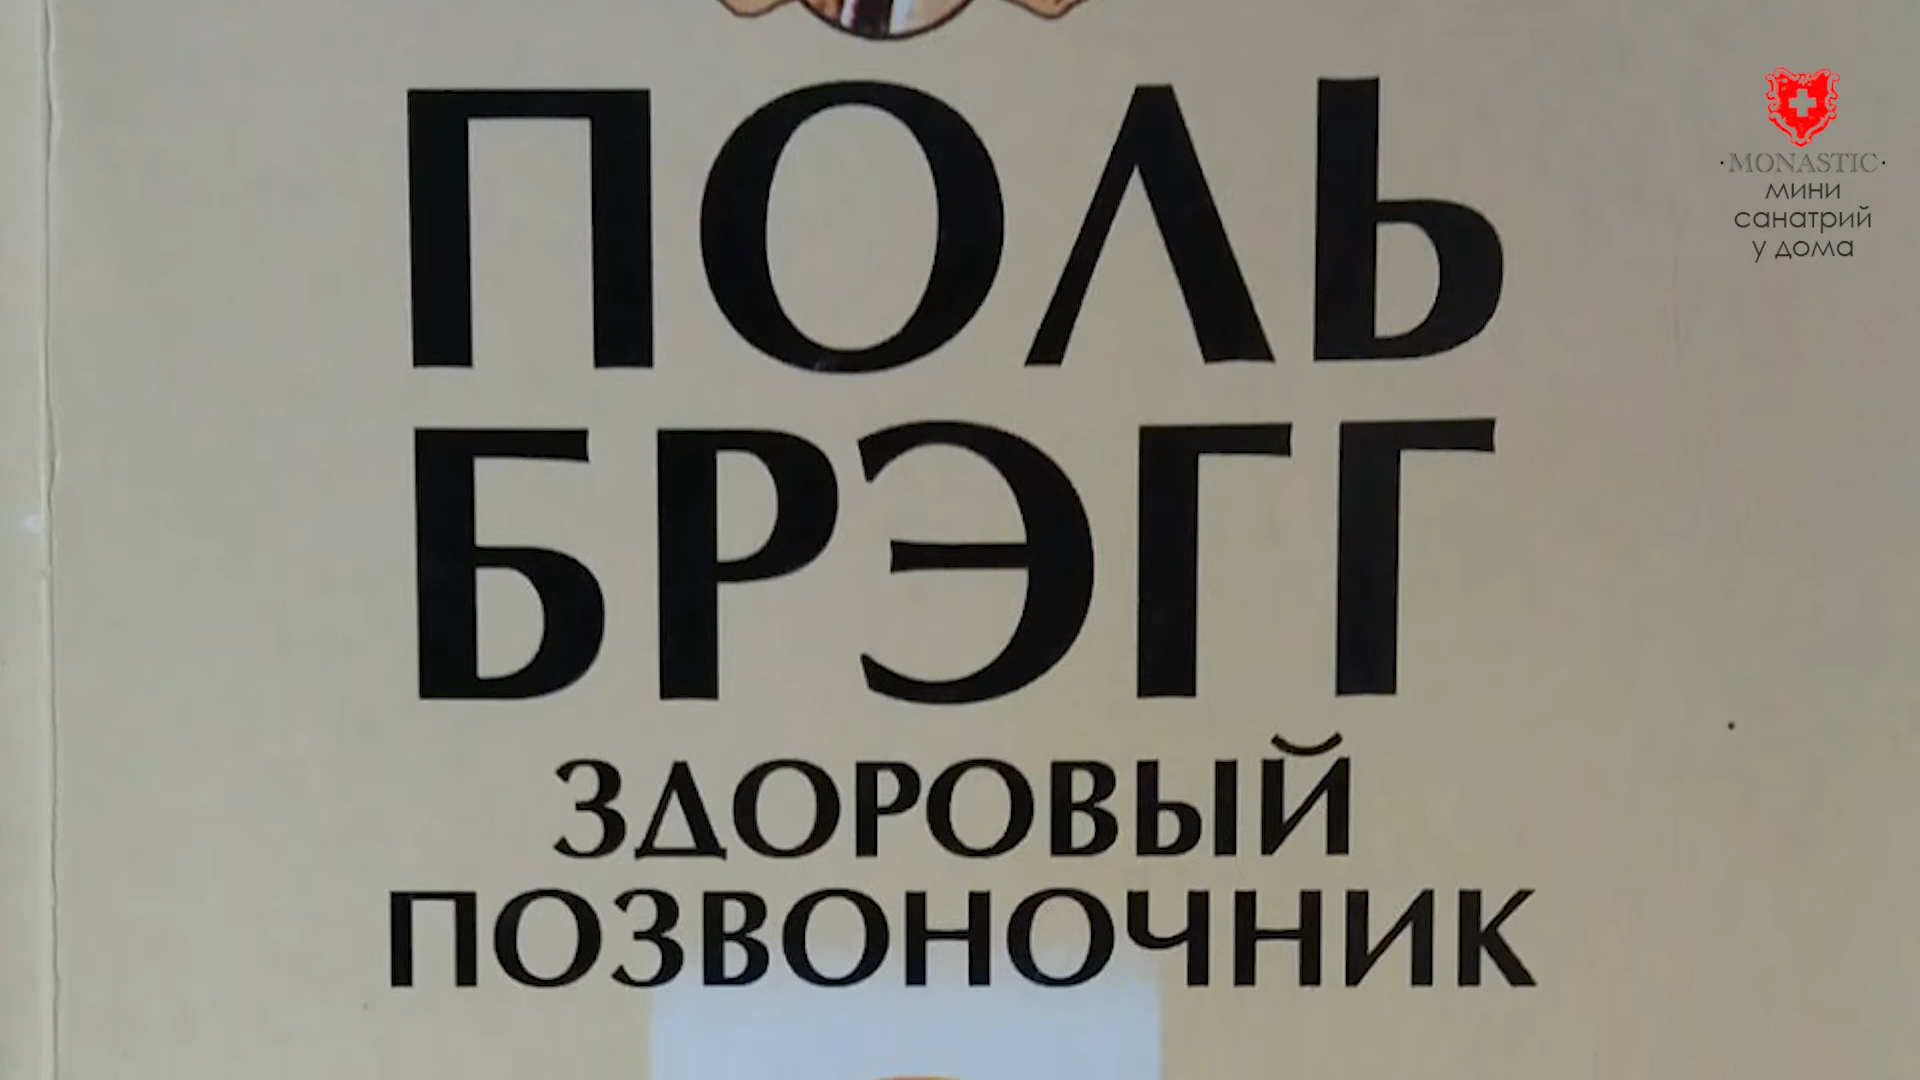 ПОЛЬ
БРЭГГ
ЗДОРОВЫЙ
ПОЗВОНОЧНИК
·MONASTIC·
мини
санатрий
у дома